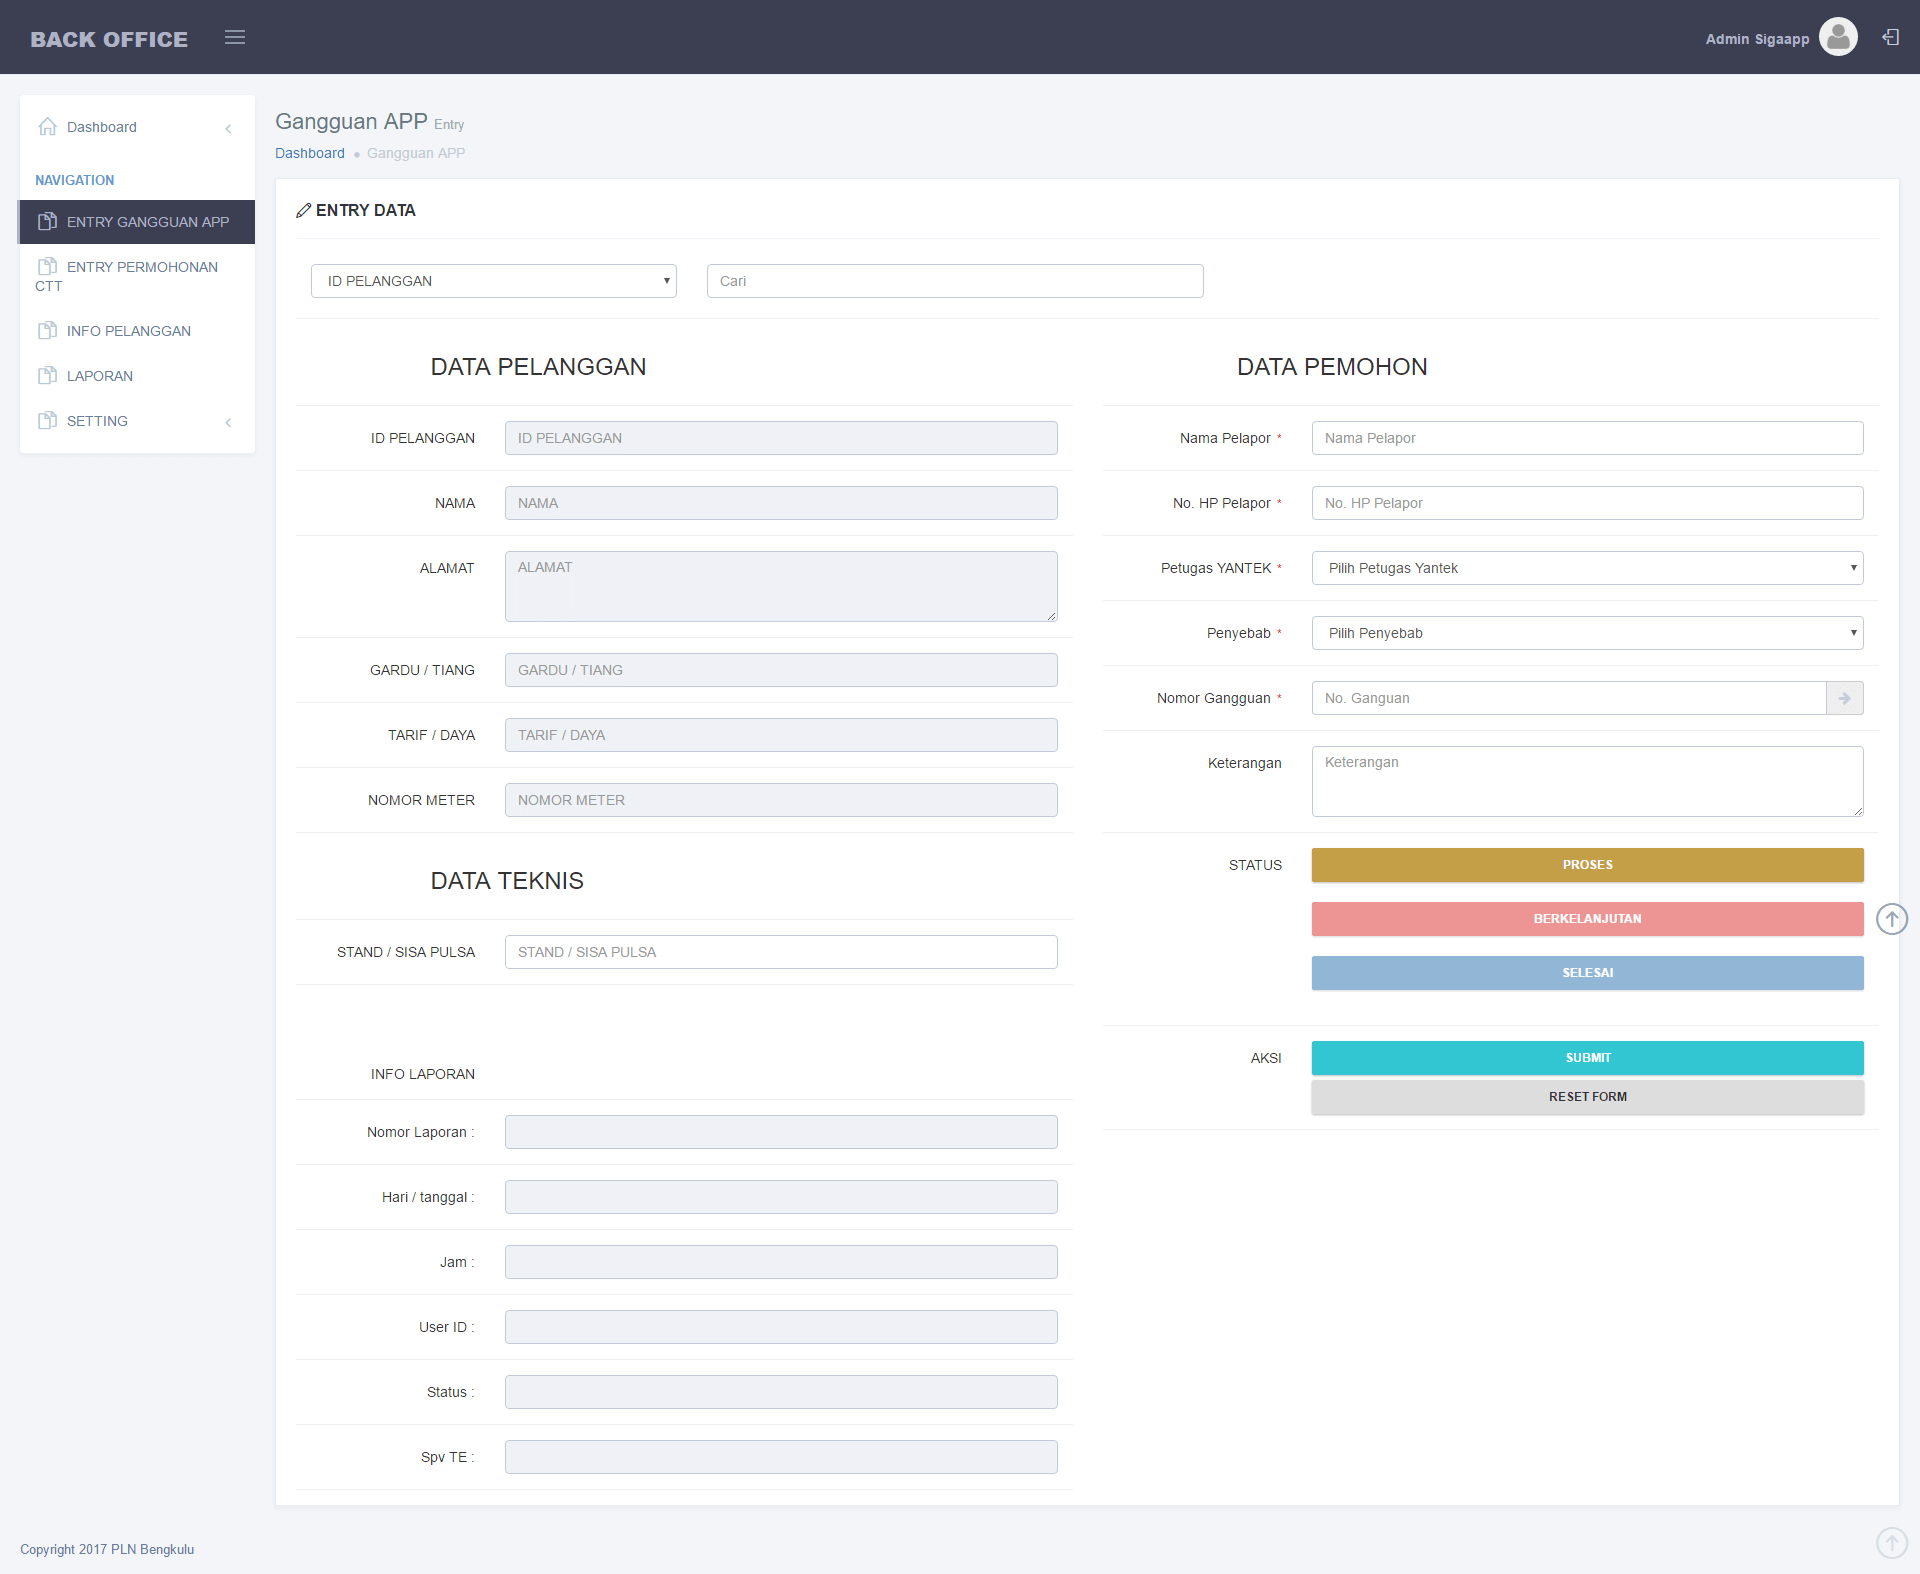 BACK OFFICE
Admin Sigaapp
Dashboard
NAVIGATION
ENTRY GANGGUAN APP
ENTRY PERMOHONAN
CTT
INFO PELANGGAN
LAPORAN
SETTING
Gangguan APP Entry
Dashboard Gangguan APP
ENTRY DATA
ID PELANGGAN
Cari
DATA PELANGGAN
ID PELANGGAN ID PELANGGAN
NAMA NAMA
ALAMAT ALAMAT
GARDU / TIANG GARDU / TIANG
TARIF / DAYA TARIF / DAYA
NOMOR METER NOMOR METER
DATA TEKNIS
STAND / SISA PULSA STAND / SISA PULSA
INFO LAPORAN
Nomor Laporan :
Hari / tanggal :
Jam :
User ID :
Status :
Spv TE :
DATA PEMOHON
Nama Pelapor * Nama Pelapor
No. HP Pelapor * No. HP Pelapor
Petugas YANTEK * Pilih Petugas Yantek
Penyebab * Pilih Penyebab
Nomor Gangguan * No. Ganguan
Keterangan Keterangan
STATUS PROSES
BERKELANJUTAN
SELESAI
AKSI SUBMIT
RESET FORM
Copyright 2017 PLN Bengkulu